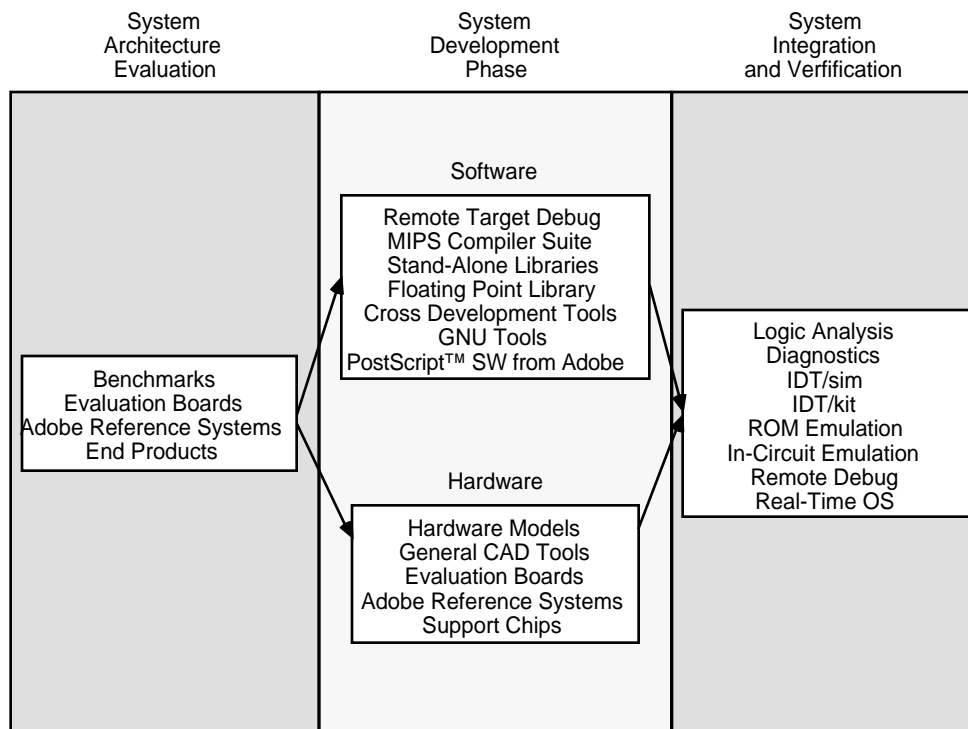 System
Architecture
Evaluation
System
Development
Phase
System
Integration
and Verfification
Software
Remote Target Debug
MIPS Compiler Suite
Stand-Alone Libraries
Floating Point Library
Cross Development Tools
GNU Tools
PostScript™ SW from Adobe
Benchmarks
Evaluation Boards
Adobe Reference Systems
End Products
Hardware
Hardware Models
General CAD Tools
Evaluation Boards
Adobe Reference Systems
Support Chips
Logic Analysis
Diagnostics
IDT/sim
IDT/kit
ROM Emulation
In-Circuit Emulation
Remote Debug
Real-Time OS